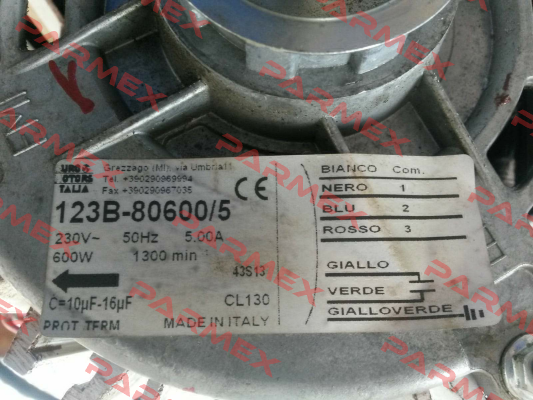 PARMEX
EURO
MOTORS
ITALIA
Grezzago (MI) via Umbria
Tel. +390290969594
Fax +390290967035
CE
123B-80600/5
230V~ 50Hz 5.00A
600W 1300 min
43S13
C=10µF-16µF CL130
PROT. TERM. MADE IN ITALY
BIANCO Com.
NERO 1
BLU 2
ROSSO 3
GIALLO
VERDE
GIALLOVERDE